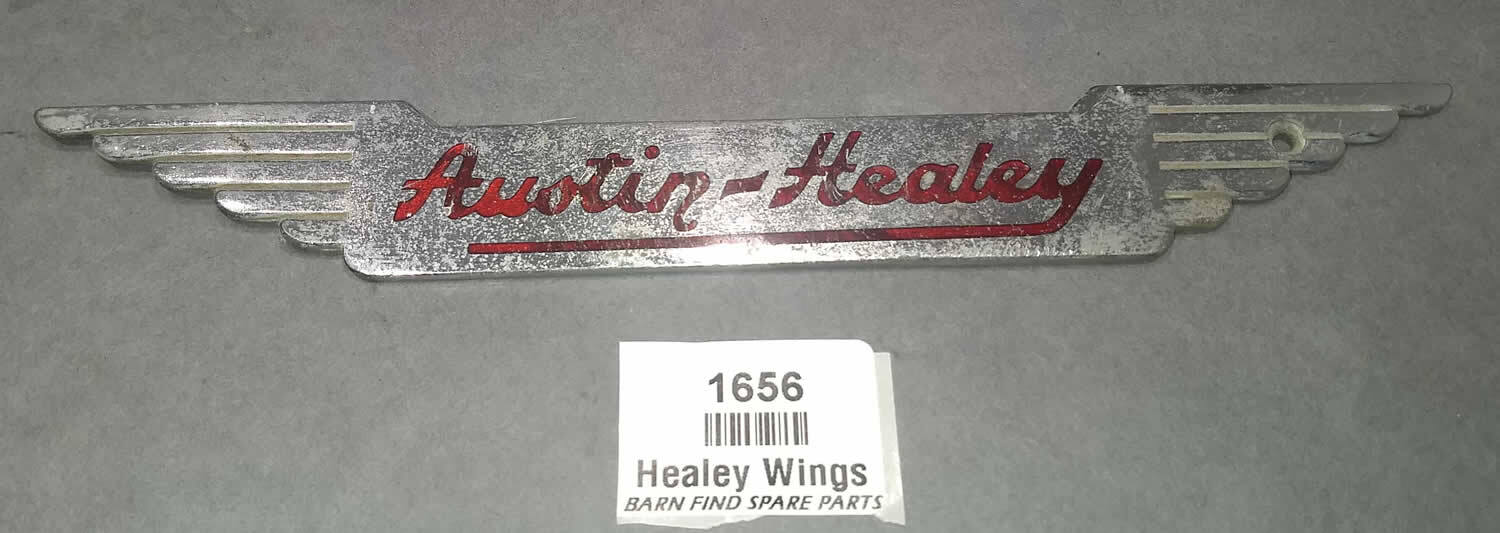 Austin-Healey
1656
Healey Wings
BARN FIND SPARE PARTS